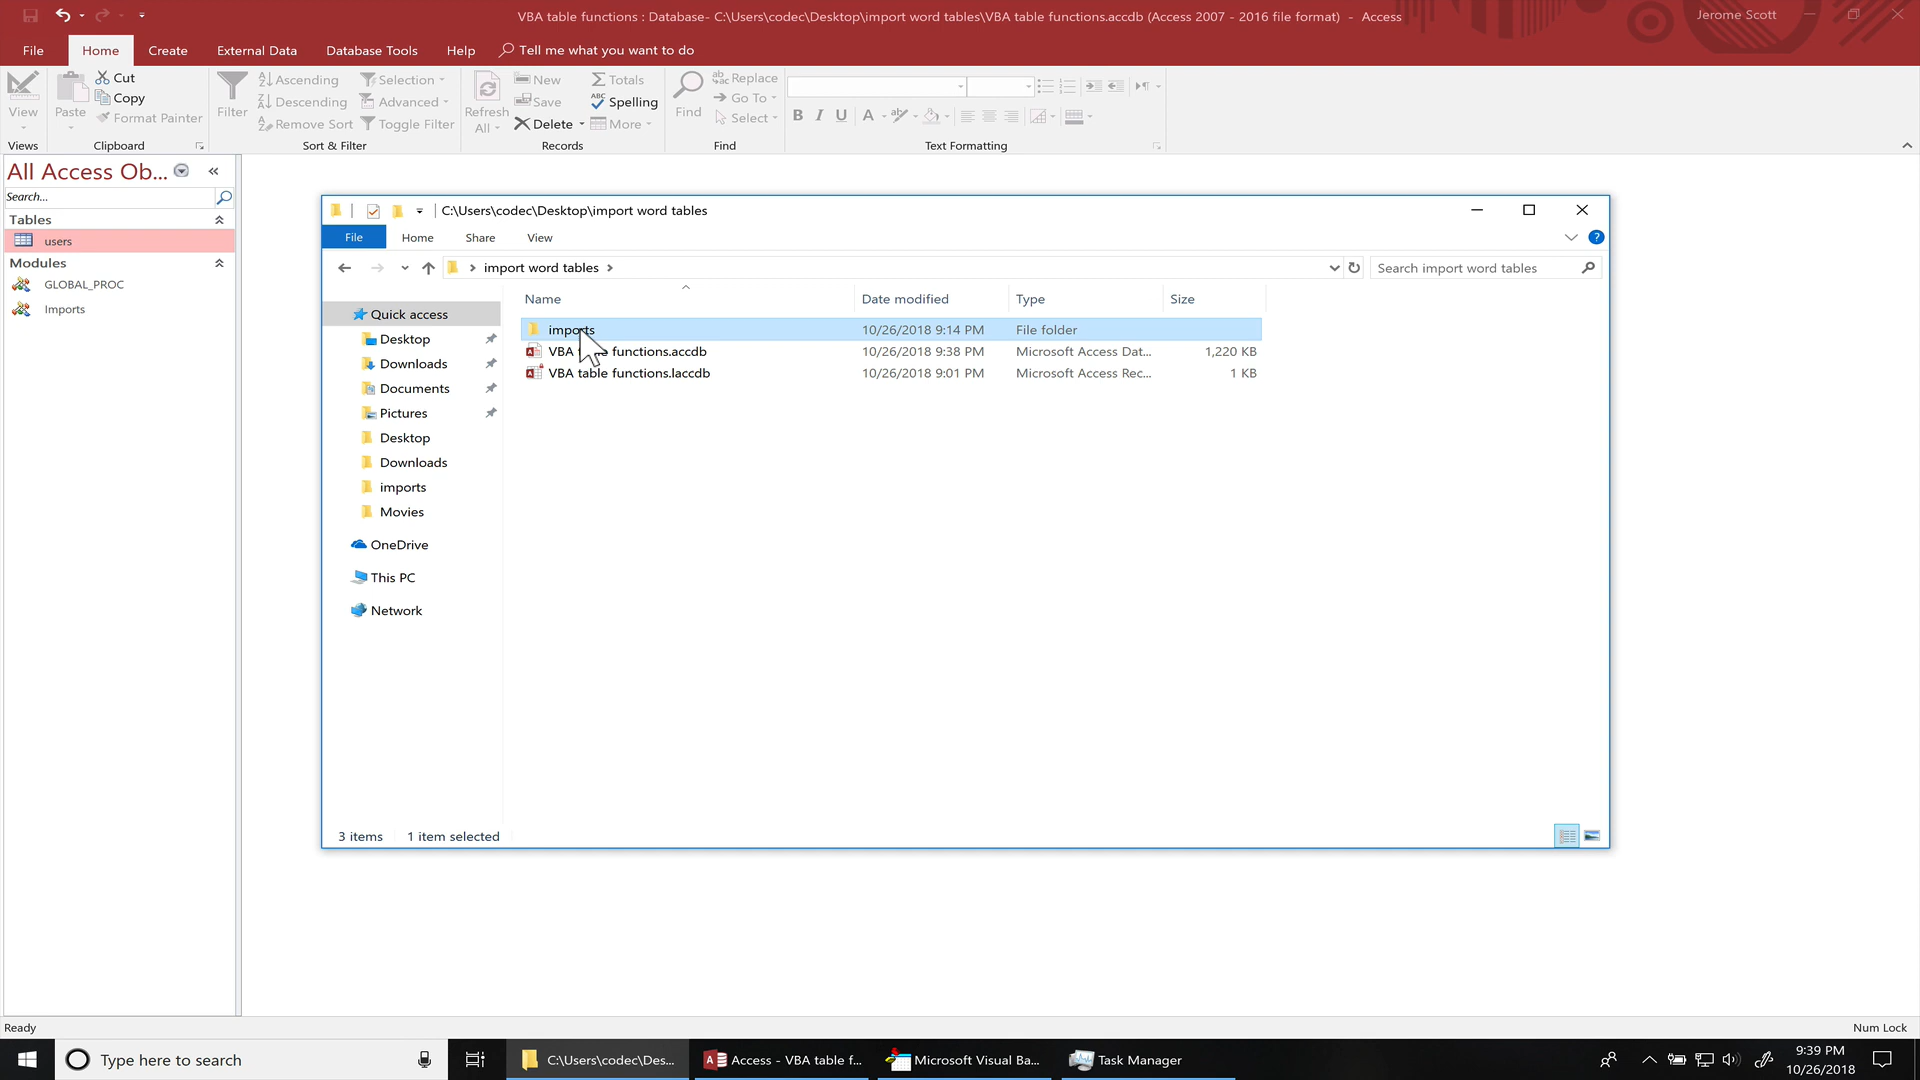 VBA table functions : Database- C:\Users\codec\Desktop\import word tables\VBA table functions.accdb (Access 2007 - 2016 file format) - Access
Jerome Scott
File Home Create External Data Database Tools Help Tell me what you want to do
View
Views
Paste
Cut
Copy
Format Painter
Clipboard
Filter
Ascending
Descending
Remove Sort
Selection
Advanced
Toggle Filter
Sort & Filter
Refresh All
New
Save
Delete
Totals
Spelling
More
Records
Find
Replace
Go To
Select
Find
B I U A
Text Formatting
All Access Ob...
Search...
Tables
users
Modules
GLOBAL_PROC
Imports
C:\Users\codec\Desktop\import word tables
File Home Share View
import word tables
Search import word tables
Quick access
Desktop
Downloads
Documents
Pictures
Desktop
Downloads
imports
Movies
OneDrive
This PC
Network
Name Date modified Type Size
imports 10/26/2018 9:14 PM File folder
VBA functions.accdb 10/26/2018 9:38 PM Microsoft Access Dat... 1,220 KB
VBA table functions.laccdb 10/26/2018 9:01 PM Microsoft Access Rec... 1 KB
3 items 1 item selected
Ready
Num Lock
Type here to search
C:\Users\codec\Des...
Access - VBA table f...
Microsoft Visual Ba...
Task Manager
9:39 PM
10/26/2018